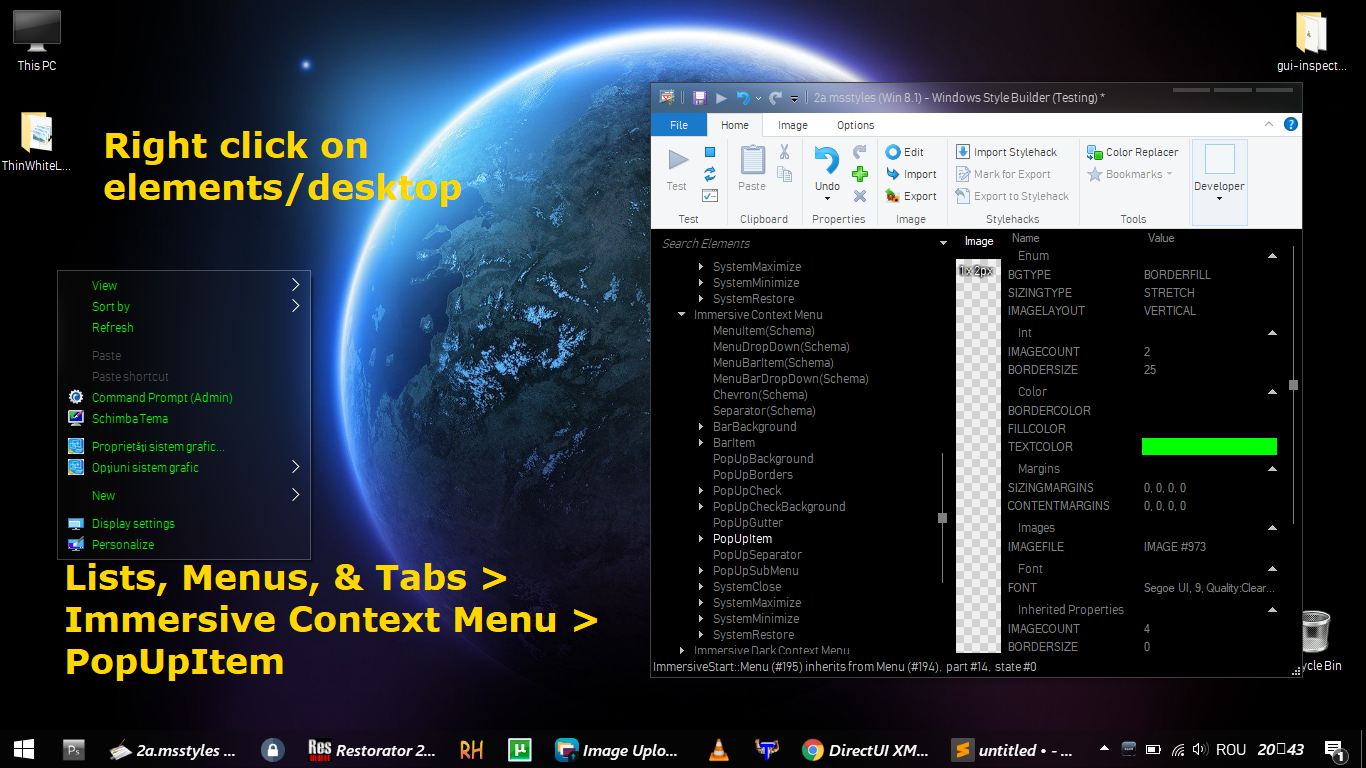 This PC
ThinWhiteL...
Right click on
elements/desktop
View
Sort by
Refresh
Paste
Paste shortcut
Command Prompt (Admin)
Schimba Tema
Proprietăți sistem grafic...
Opțiuni sistem grafic
New
Display settings
Personalize
Lists, Menus, & Tabs >
Immersive Context Menu >
PopUpItem
gui-inspect...
2a.msstyles (Win 8.1) - Windows Style Builder (Testing) *
File Home Image Options
Test
Test
Paste
Clipboard
Undo
Properties
Edit
Import
Export
Image
Import Stylehack
Mark for Export
Export to Stylehack
Stylehacks
Color Replacer
Bookmarks
Tools
Developer
Search Elements
SystemMaximize
SystemMinimize
SystemRestore
Immersive Context Menu
MenuItem(Schema)
MenuDropDown(Schema)
MenuBarItem(Schema)
MenuBarDropDown(Schema)
Chevron(Schema)
Separator(Schema)
BarBackground
BarItem
PopUpBackground
PopUpBorders
PopUpCheck
PopUpCheckBackground
PopUpGutter
PopUpItem
PopUpSeparator
PopUpSubMenu
SystemClose
SystemMaximize
SystemMinimize
SystemRestore
Immersive Dark Context Menu
Image
1x2px
Name Value
Enum
BGTYPE BORDERFILL
SIZINGTYPE STRETCH
IMAGELAYOUT VERTICAL
Int
IMAGECOUNT 2
BORDERSIZE 25
Color
BORDERCOLOR
FILLCOLOR
TEXTCOLOR
Margins
SIZINGMARGINS 0, 0, 0, 0
CONTENTMARGINS 0, 0, 0, 0
Images
IMAGEFILE IMAGE #973
Font
FONT Segoe UI, 9, Quality:Clear...
Inherited Properties
IMAGECOUNT 4
BORDERSIZE 0
ImmersiveStart::Menu (#195) inherits from Menu (#194), part #14, state #0
ycle Bin
Ps 2a.msstyles ... Res Restorator 2... RH µ Image Uplo... DirectUI XM... untitled • - ... ROU 20 43 1